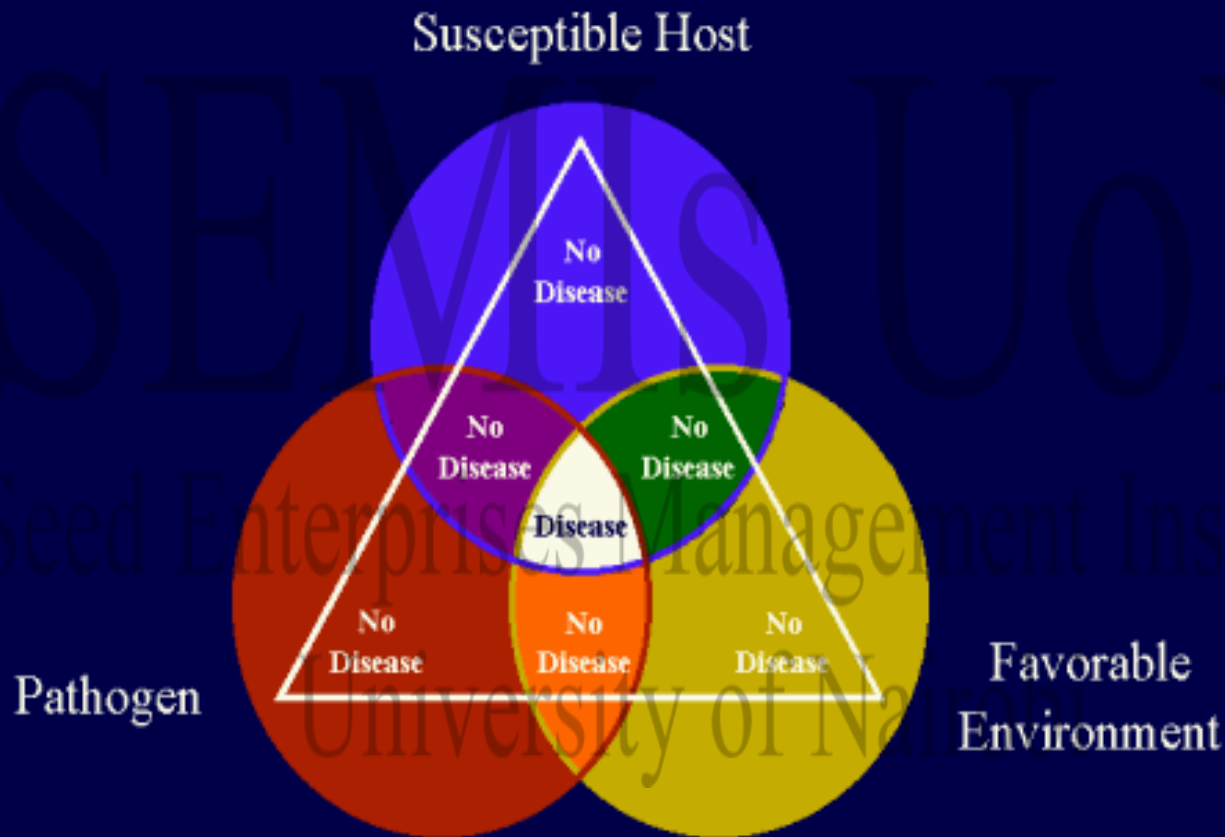 Susceptible Host
No
Disease
No
Disease
No
Disease
Disease
No
Disease
No
Disease
No
Disease
Pathogen
Favorable
Environment
SEMIs Uo
Seed Enterprises Management Ins
University of Nairobi